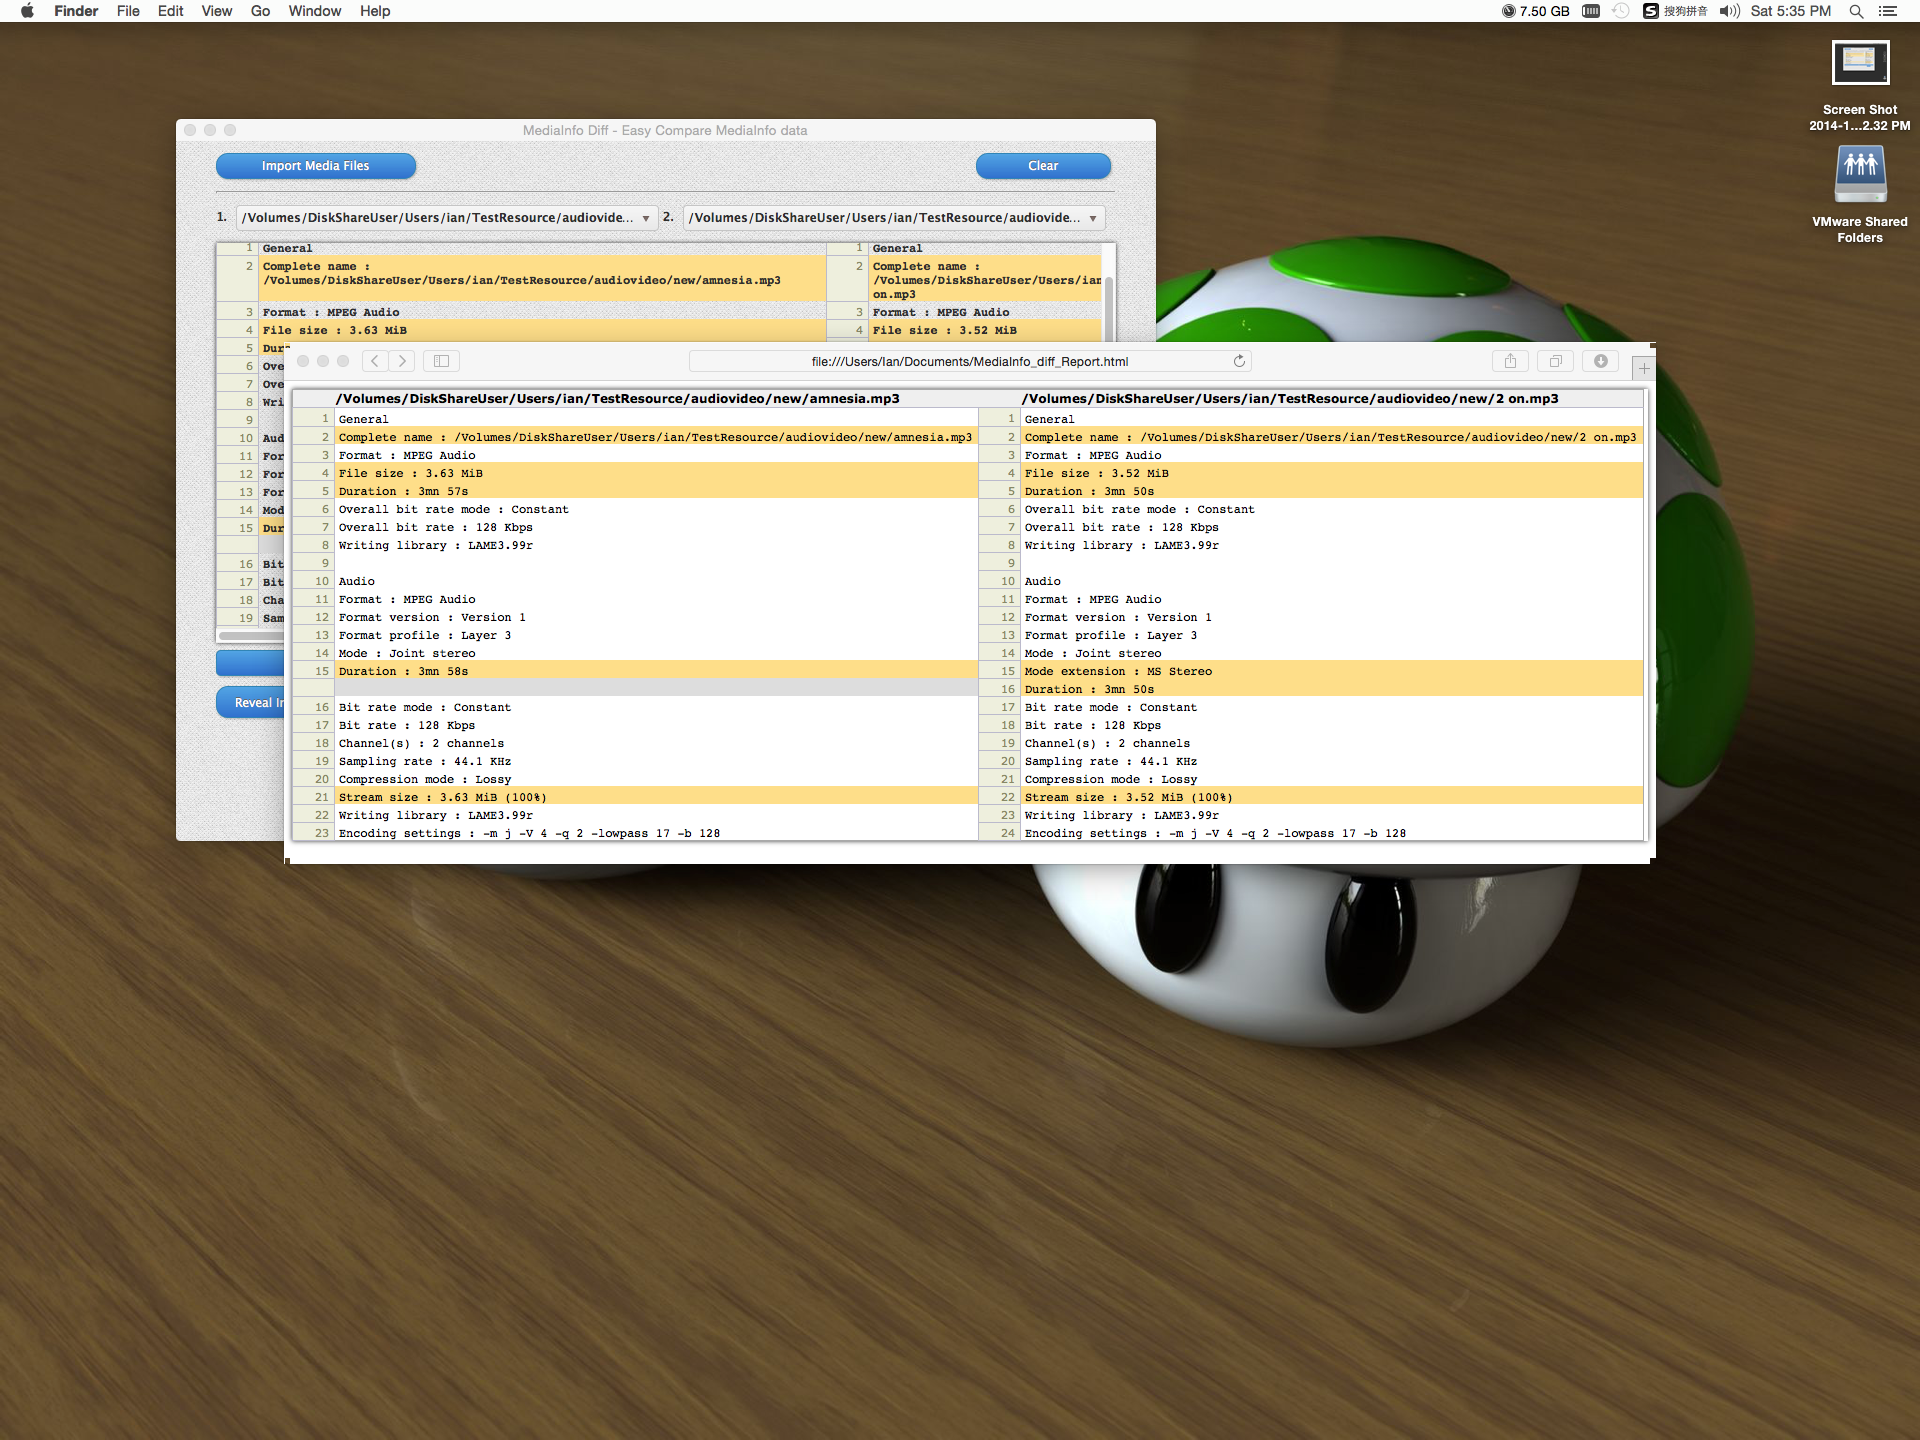 Finder File Edit View Go Window Help 7.50 GB 搜狗拼音 Sat 5:35 PM
Screen Shot
2014-1...2.32 PM
VMware Shared
Folders
MediaInfo Diff - Easy Compare MediaInfo data
Import Media Files Clear
1. /Volumes/DiskShareUser/Users/ian/TestResource/audiovide... 2. /Volumes/DiskShareUser/Users/ian/TestResource/audiovide...
1 General 1 General
2 Complete name : 2 Complete name :
/Volumes/DiskShareUser/Users/ian/TestResource/audiovideo/new/amnesia.mp3 /Volumes/DiskShareUser/Users/ian
on.mp3
3 Format : MPEG Audio 3 Format : MPEG Audio
4 File size : 3.63 MiB 4 File size : 3.52 MiB
5 Dura
6 Ove
7 Ove
8 Wri
9
10 Aud
11 For
12 For
13 For
14 Mod
15 Dur
16 Bit
17 Bit
18 Cha
19 Sam
Reveal In
file:///Users/Ian/Documents/MediaInfo_diff_Report.html
/Volumes/DiskShareUser/Users/ian/TestResource/audiovideo/new/amnesia.mp3 /Volumes/DiskShareUser/Users/ian/TestResource/audiovideo/new/2 on.mp3
1 General 1 General
2 Complete name : /Volumes/DiskShareUser/Users/ian/TestResource/audiovideo/new/amnesia.mp3 2 Complete name : /Volumes/DiskShareUser/Users/ian/TestResource/audiovideo/new/2 on.mp3
3 Format : MPEG Audio 3 Format : MPEG Audio
4 File size : 3.63 MiB 4 File size : 3.52 MiB
5 Duration : 3mn 57s 5 Duration : 3mn 50s
6 Overall bit rate mode : Constant 6 Overall bit rate mode : Constant
7 Overall bit rate : 128 Kbps 7 Overall bit rate : 128 Kbps
8 Writing library : LAME3.99r 8 Writing library : LAME3.99r
9 9
10 Audio 10 Audio
11 Format : MPEG Audio 11 Format : MPEG Audio
12 Format version : Version 1 12 Format version : Version 1
13 Format profile : Layer 3 13 Format profile : Layer 3
14 Mode : Joint stereo 14 Mode : Joint stereo
15 Duration : 3mn 58s 15 Mode extension : MS Stereo
16 Duration : 3mn 50s
16 Bit rate mode : Constant 17 Bit rate mode : Constant
17 Bit rate : 128 Kbps 18 Bit rate : 128 Kbps
18 Channel(s) : 2 channels 19 Channel(s) : 2 channels
19 Sampling rate : 44.1 KHz 20 Sampling rate : 44.1 KHz
20 Compression mode : Lossy 21 Compression mode : Lossy
21 Stream size : 3.63 MiB (100%) 22 Stream size : 3.52 MiB (100%)
22 Writing library : LAME3.99r 23 Writing library : LAME3.99r
23 Encoding settings : -m j -V 4 -q 2 -lowpass 17 -b 128 24 Encoding settings : -m j -V 4 -q 2 -lowpass 17 -b 128